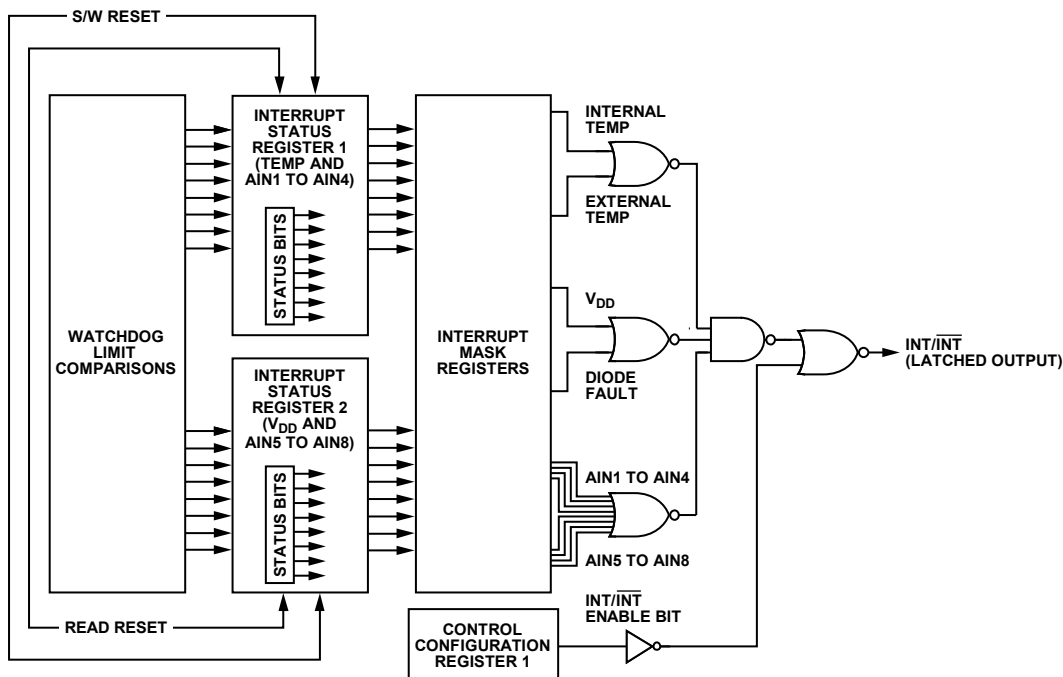 S/W RESET
WATCHDOG
LIMIT
COMPARISONS
INTERRUPT
STATUS
REGISTER 1
(TEMP AND
AIN1 TO AIN4)
STATUS BITS
INTERRUPT
STATUS
REGISTER 2
(VDD AND
AIN5 TO AIN8)
STATUS BITS
READ RESET
INTERRUPT
MASK
REGISTERS
INTERNAL
TEMP
EXTERNAL
TEMP
VDD
DIODE
FAULT
AIN1 TO AIN4
AIN5 TO AIN8
INT/I̅N̅T̅
ENABLE BIT
CONTROL
CONFIGURATION
REGISTER 1
INT/I̅N̅T̅
(LATCHED OUTPUT)